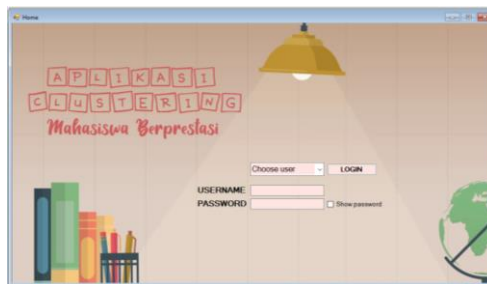 Home
APLIKASI
CLUSTERING
Mahasiswa Berprestasi
Choose user LOGIN
USERNAME
PASSWORD Show password